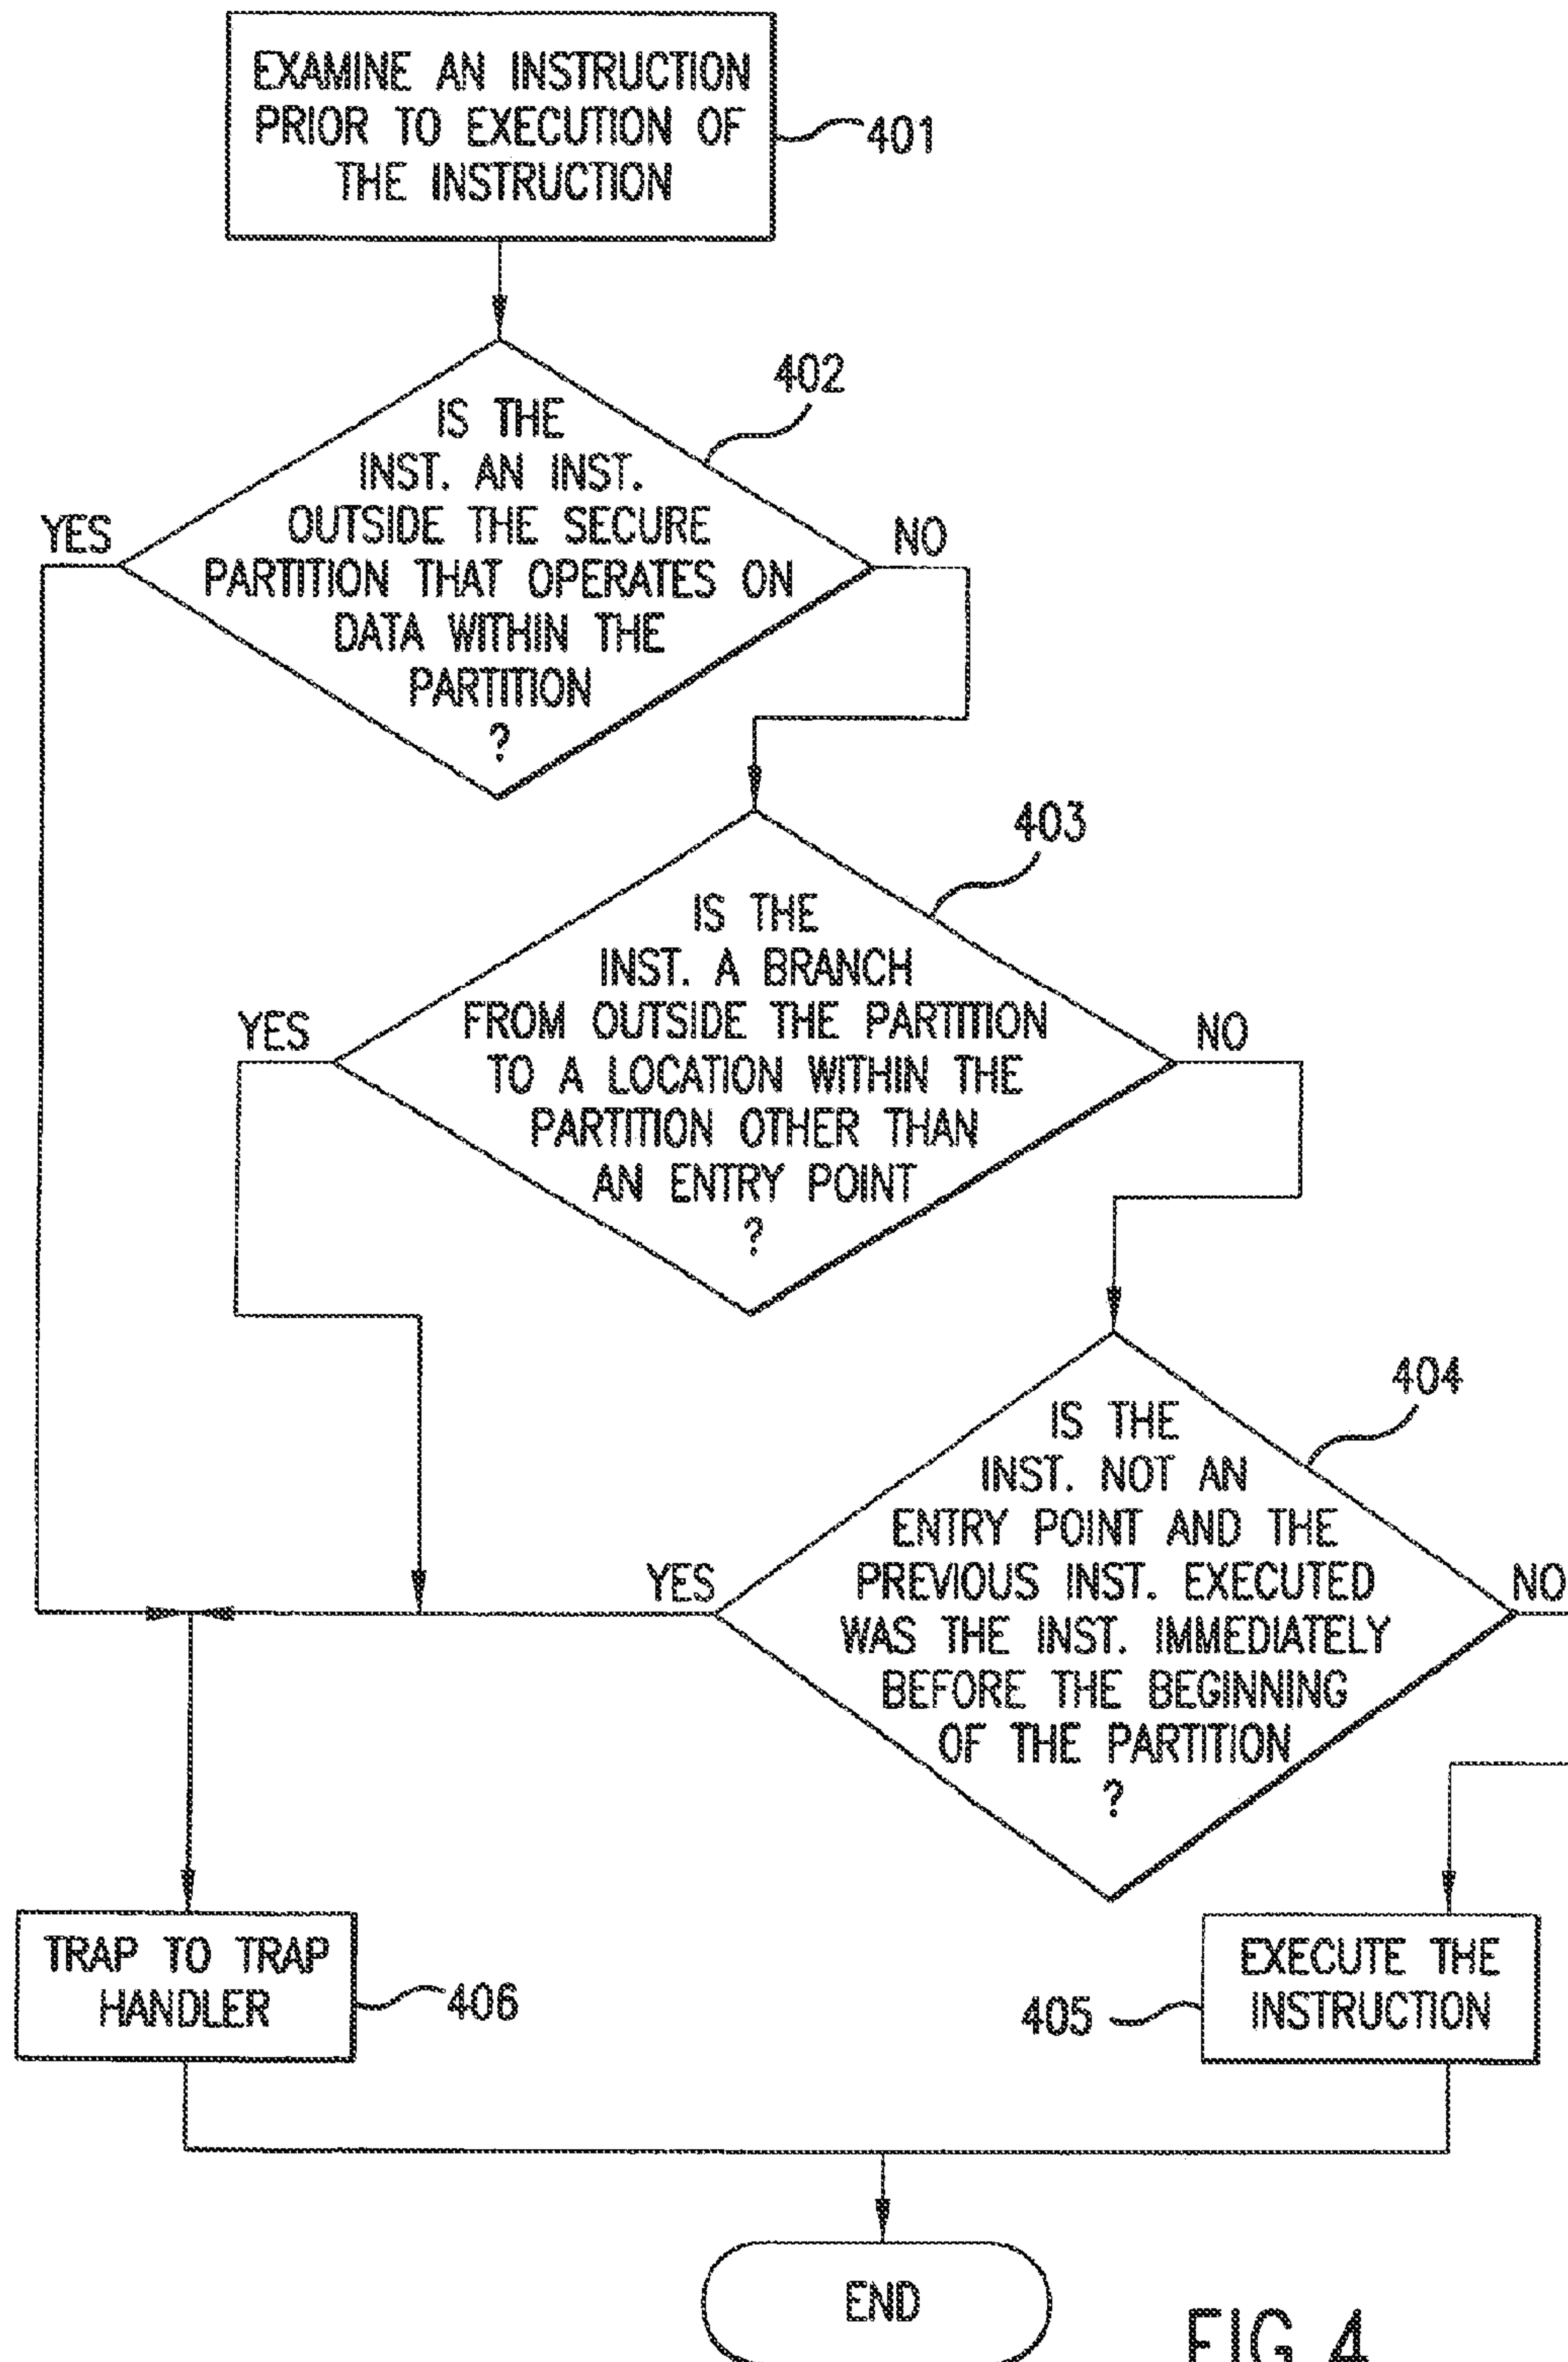 EXAMINE AN INSTRUCTION
PRIOR TO EXECUTION OF
THE INSTRUCTION
401
402
IS THE
INST. AN INST.
OUTSIDE THE SECURE
PARTITION THAT OPERATES ON
DATA WITHIN THE
PARTITION
?
YES
NO
403
IS THE
INST. A BRANCH
FROM OUTSIDE THE PARTITION
TO A LOCATION WITHIN THE
PARTITION OTHER THAN
AN ENTRY POINT
?
YES
NO
404
IS THE
INST. NOT AN
ENTRY POINT AND THE
PREVIOUS INST. EXECUTED
WAS THE INST. IMMEDIATELY
BEFORE THE BEGINNING
OF THE PARTITION
?
YES
NO
TRAP TO TRAP
HANDLER
406
405
EXECUTE THE
INSTRUCTION
END
FIG. 4